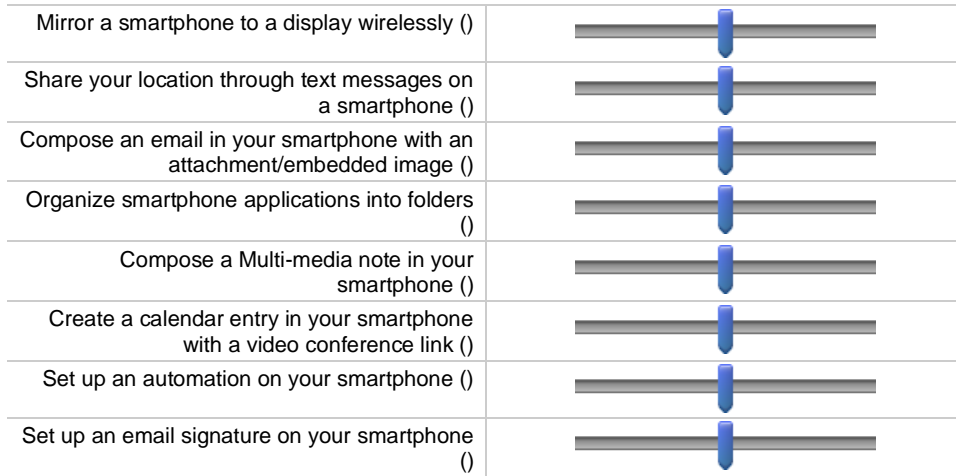 Mirror a smartphone to a display wirelessly ()
Share your location through text messages on
a smartphone ()
Compose an email in your smartphone with an
attachment/embedded image ()
Organize smartphone applications into folders
()
Compose a Multi-media note in your
smartphone ()
Create a calendar entry in your smartphone
with a video conference link ()
Set up an automation on your smartphone ()
Set up an email signature on your smartphone
()